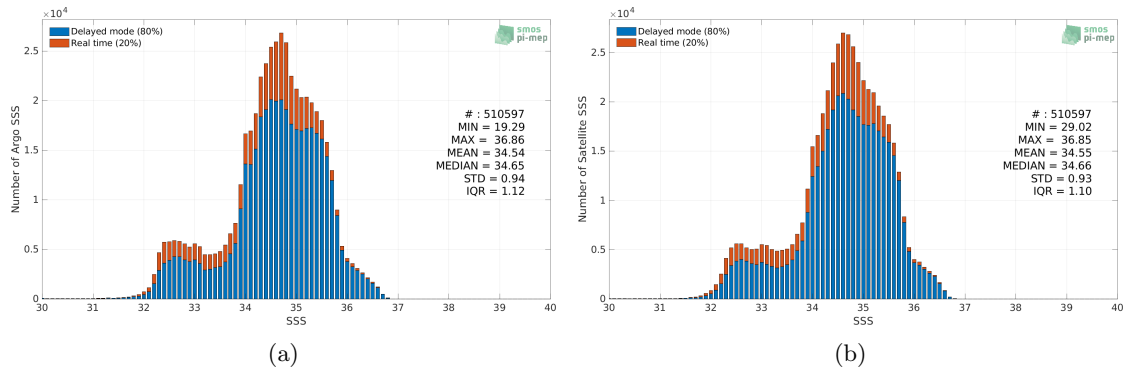 ×10⁴
Delayed mode (80%)
Real time (20%)
smos
pi-mep
2.5
2
1.5
1
0.5
0
Number of Argo SSS
# : 510597
MIN = 19.29
MAX = 36.86
MEAN = 34.54
MEDIAN = 34.65
STD = 0.94
IQR = 1.12
30 31 32 33 34 35 36 37 38 39 40
SSS
(a)
×10⁴
Delayed mode (80%)
Real time (20%)
smos
pi-mep
2.5
2
1.5
1
0.5
0
Number of Satellite SSS
# : 510597
MIN = 29.02
MAX = 36.85
MEAN = 34.55
MEDIAN = 34.66
STD = 0.93
IQR = 1.10
30 31 32 33 34 35 36 37 38 39 40
SSS
(b)